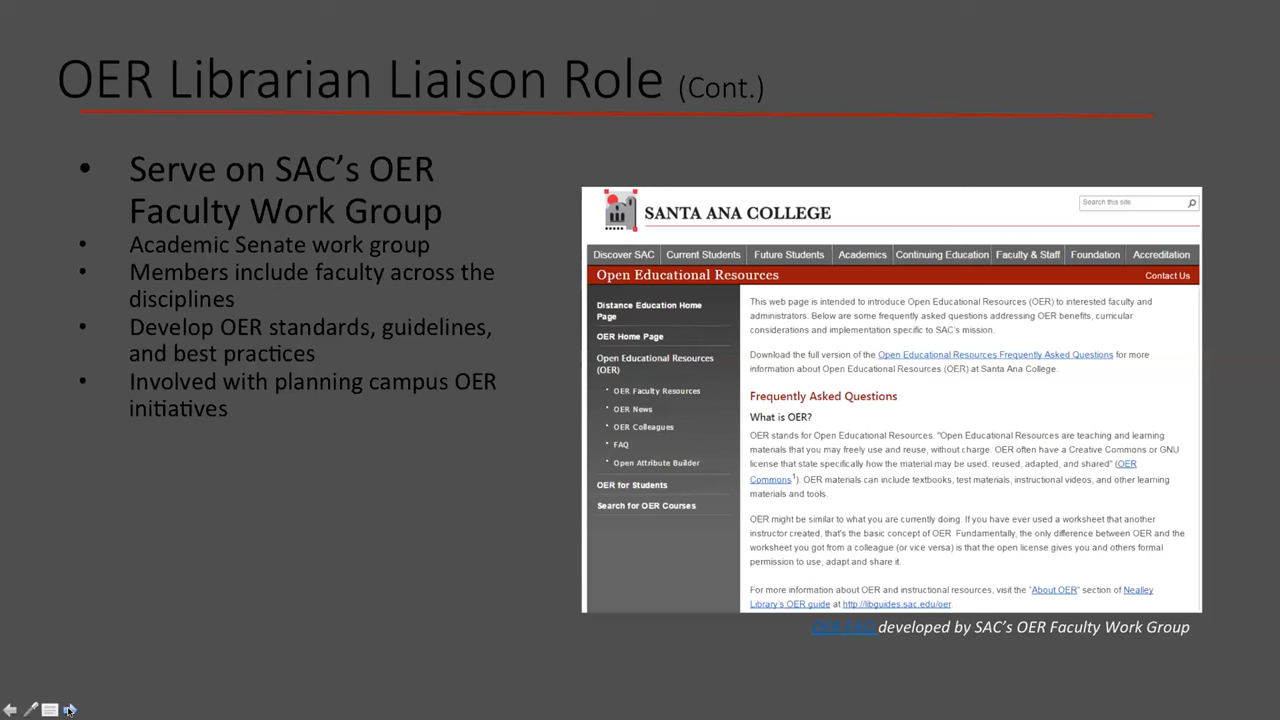 OER Librarian Liaison Role (Cont.)
• Serve on SAC’s OER
Faculty Work Group
• Academic Senate work group
• Members include faculty across the
disciplines
• Develop OER standards, guidelines,
and best practices
• Involved with planning campus OER
initiatives
SANTA ANA COLLEGE
Search this site
Discover SAC
Current Students
Future Students
Academics
Continuing Education
Faculty & Staff
Foundation
Accreditation
Open Educational Resources
Contact Us
Distance Education Home
Page
OER Home Page
Open Educational Resources
(OER)
OER Faculty Resources
OER News
OER Colleagues
FAQ
Open Attribute Builder
OER for Students
Search for OER Courses
This web page is intended to introduce Open Educational Resources (OER) to interested faculty and
administrators. Below are some frequently asked questions addressing OER benefits, curricular
considerations and implementation specific to SAC's mission.
Download the full version of the Open Educational Resources Frequently Asked Questions for more
information about Open Educational Resources (OER) at Santa Ana College.
Frequently Asked Questions
What is OER?
OER stands for Open Educational Resources. "Open Educational Resources are teaching and learning
materials that you may freely use and reuse, without charge. OER often have a Creative Commons or GNU
license that state specifically how the material may be used, reused, adapted, and shared" (OER
Commons1). OER materials can include textbooks, test materials, instructional videos, and other learning
materials and tools.
OER might be similar to what you are currently doing. If you have ever used a worksheet that another
instructor created, that's the basic concept of OER. Fundamentally, the only difference between OER and the
worksheet you got from a colleague (or vice versa) is that the open license gives you and others formal
permission to use, adapt and share it.
For more information about OER and instructional resources, visit the "About OER" section of Nealley
Library's OER guide at http://libguides.sac.edu/oer.
OER FAQ developed by SAC’s OER Faculty Work Group